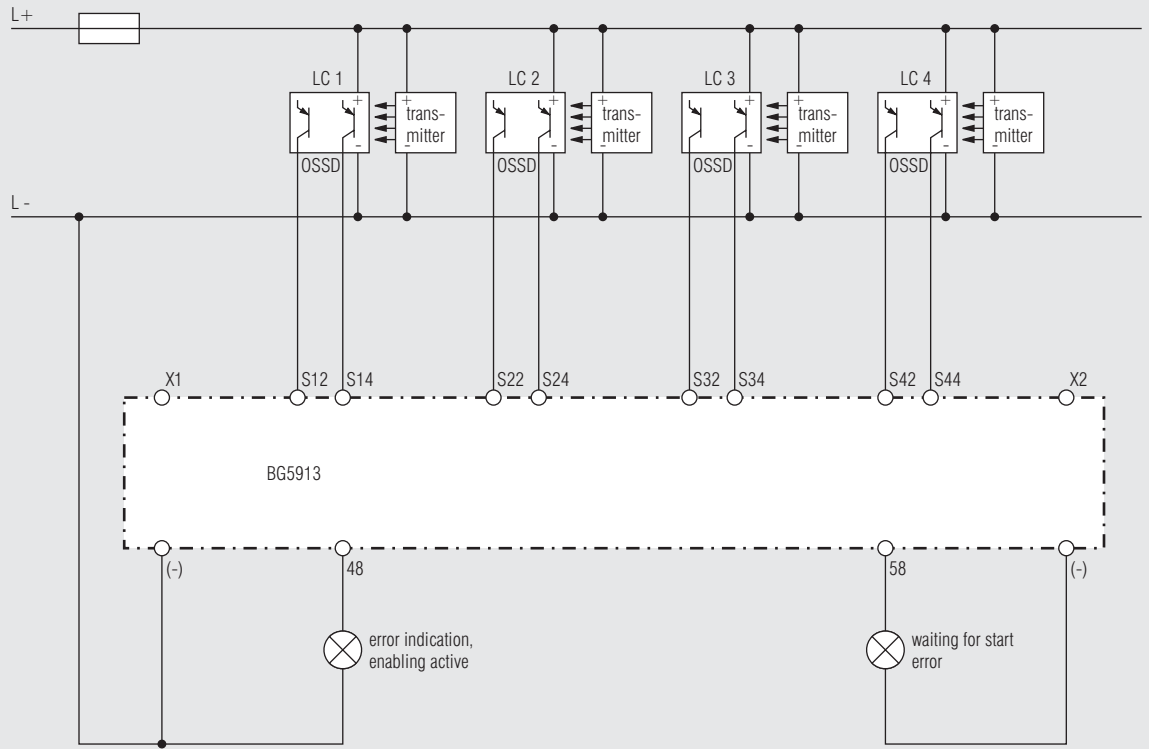 L+
LC 1
LC 2
LC 3
LC 4
+
+
trans-
mitter
-
-
OSSD
+
+
trans-
mitter
-
-
OSSD
+
+
trans-
mitter
-
-
OSSD
+
+
trans-
mitter
-
-
OSSD
L -
X1
S12
S14
S22
S24
S32
S34
S42
S44
X2
BG5913
(-)
48
58
(-)
error indication,
enabling active
waiting for start
error